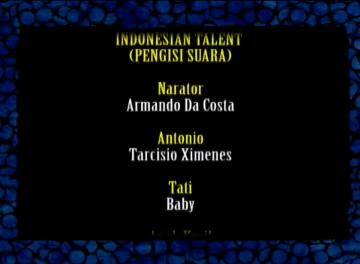 INDONESIAN TALENT
(PENGISI SUARA)
Narator
Armando Da Costa
Antonio
Tarcisio Ximenes
Tati
Baby